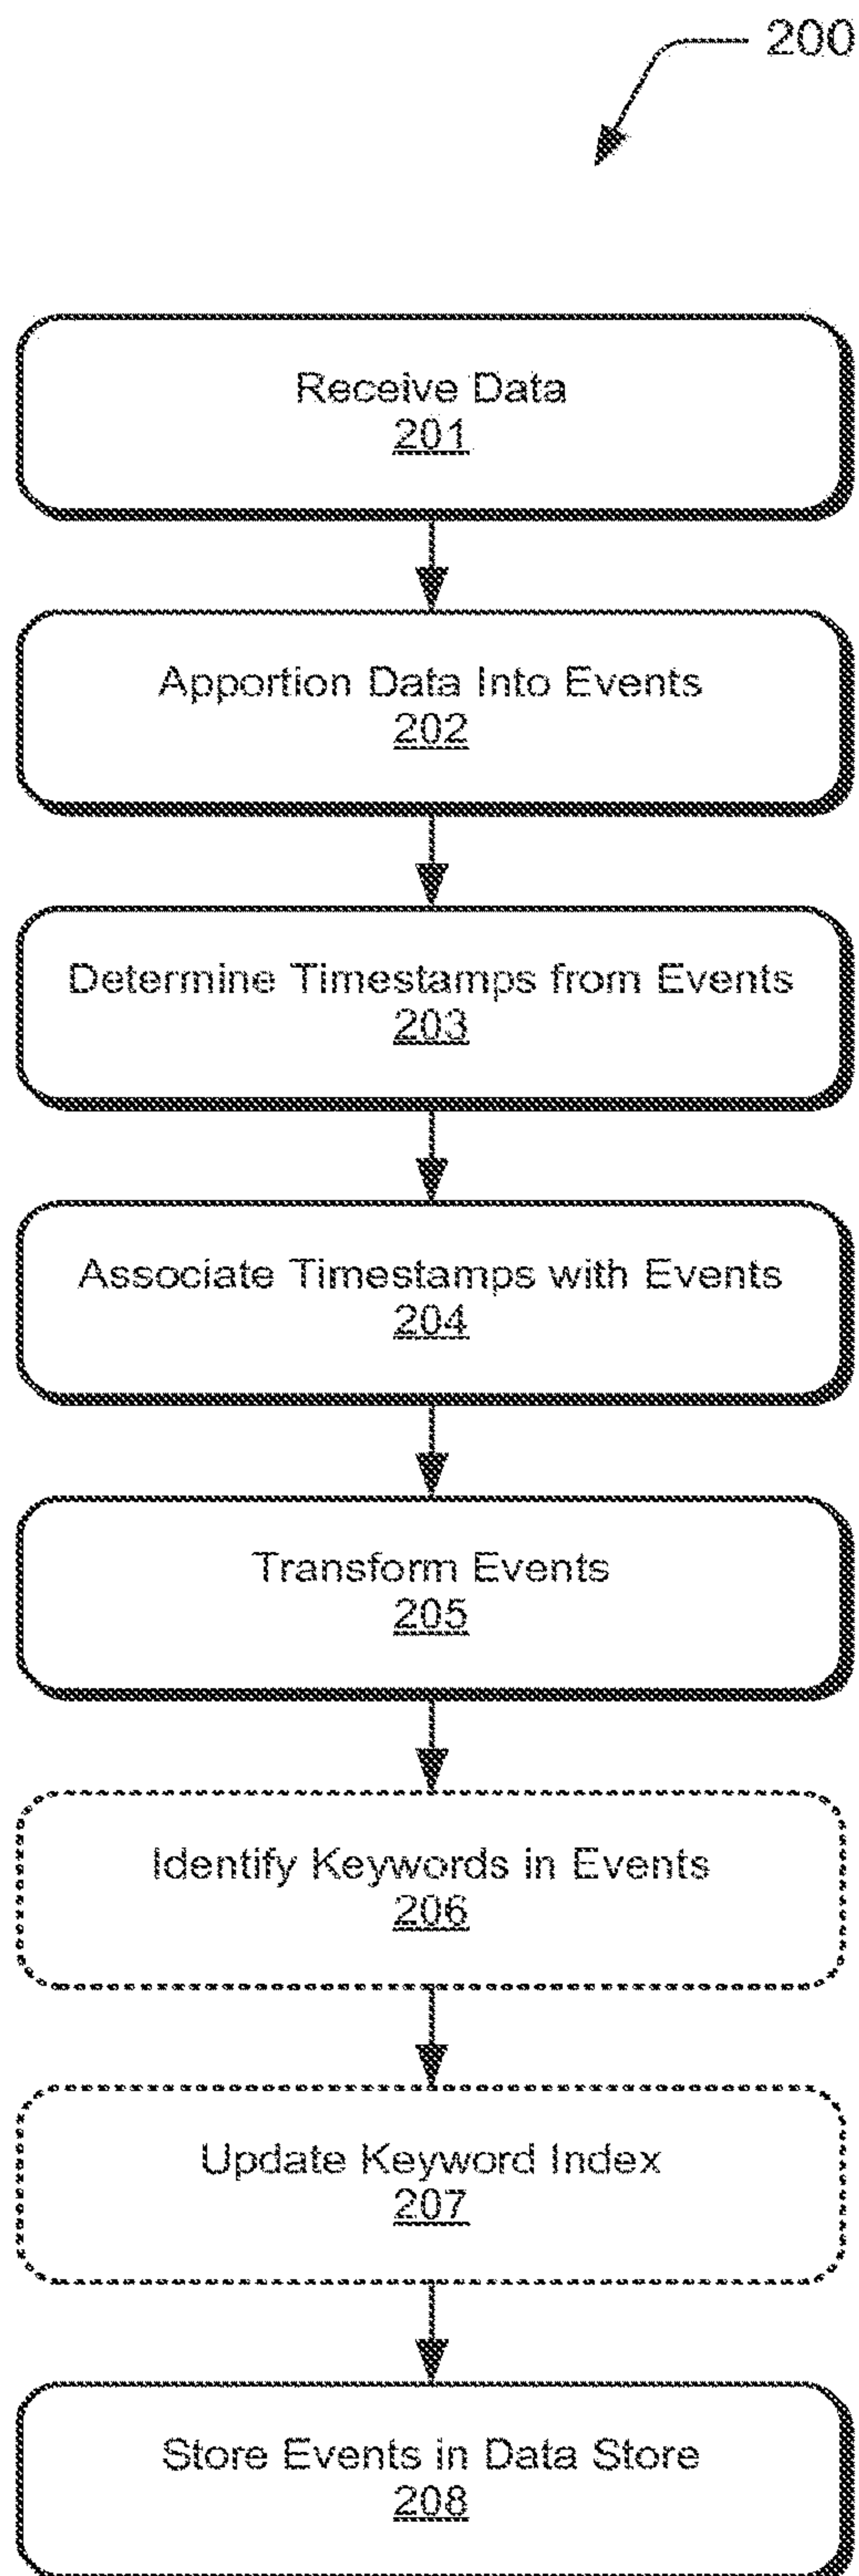 200
Receive Data
201
Apportion Data Into Events
202
Determine Timestamps from Events
203
Associate Timestamps with Events
204
Transform Events
205
Identify Keywords in Events
206
Update Keyword Index
207
Store Events in Data Store
208